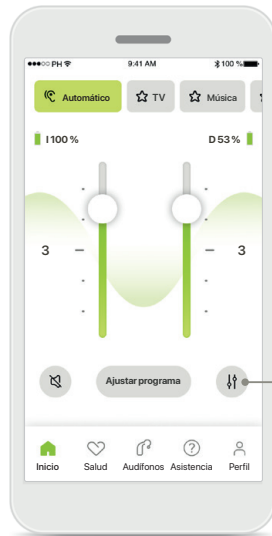 PH 9:41 AM 100 %
Automático TV Música
I 100 % D 53 %
3 3
Ajustar programa
Inicio Salud Audífonos Asistencia Perfil